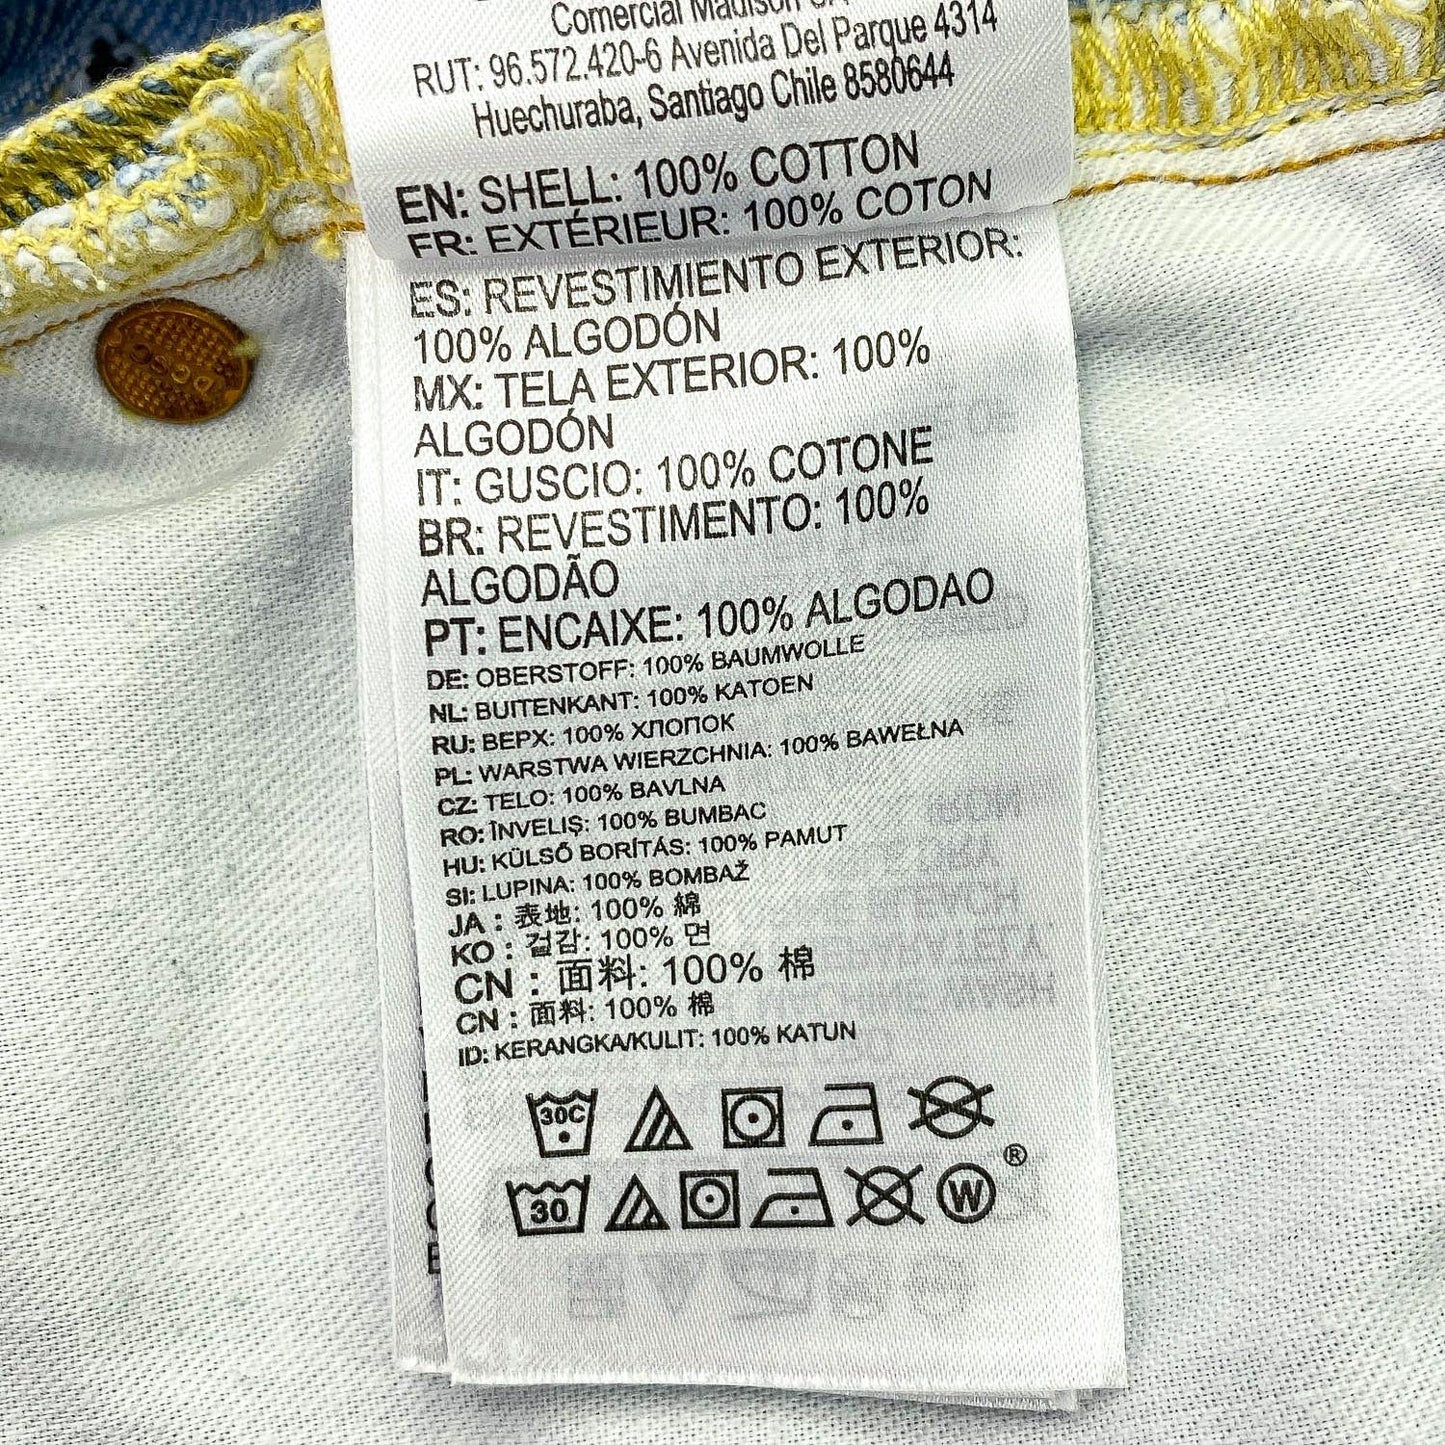 Comercial Madison
RUT: 96.572.420-6 Avenida Del Parque 4314
Huechuraba, Santiago Chile 8580644
EN: SHELL: 100% COTTON
FR: EXTÉRIEUR: 100% COTON
ES: REVESTIMIENTO EXTERIOR:
100% ALGODÓN
MX: TELA EXTERIOR: 100%
ALGODÓN
IT: GUSCIO: 100% COTONE
BR: REVESTIMENTO: 100%
ALGODÃO
PT: ENCAIXE: 100% ALGODAO
DE: OBERSTOFF: 100% BAUMWOLLE
NL: BUITENKANT: 100% KATOEN
RU: ВЕРХ: 100% ХЛОПОК
PL: WARSTWA WIERZCHNIA: 100% BAWEŁNA
CZ: TELO: 100% BAVLNA
RO: ÎNVELIȘ: 100% BUMBAC
HU: KÜLSŐ BORÍTÁS: 100% PAMUT
SI: LUPINA: 100% BOMBAŽ
JA : 表地: 100% 綿
KO : 겉감: 100% 면
CN : 面料: 100% 棉
CN : 面料: 100% 棉
ID: KERANGKA/KULIT: 100% KATUN
30C
30 W ®